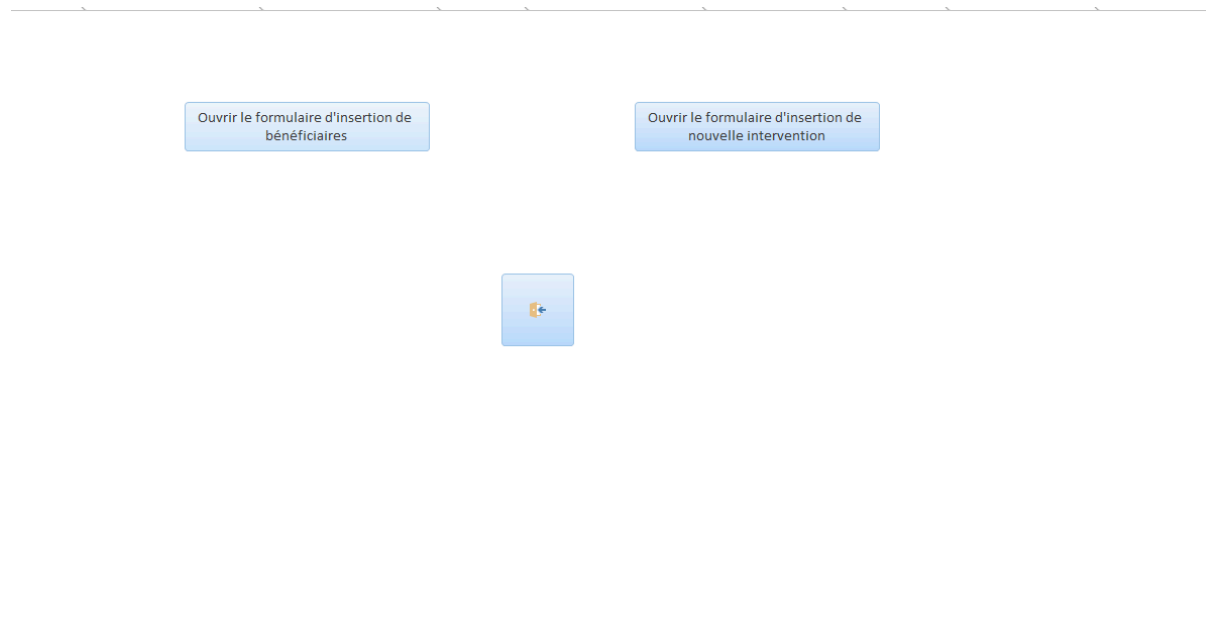 Ouvrir le formulaire d'insertion de
bénéficiaires
Ouvrir le formulaire d'insertion de
nouvelle intervention